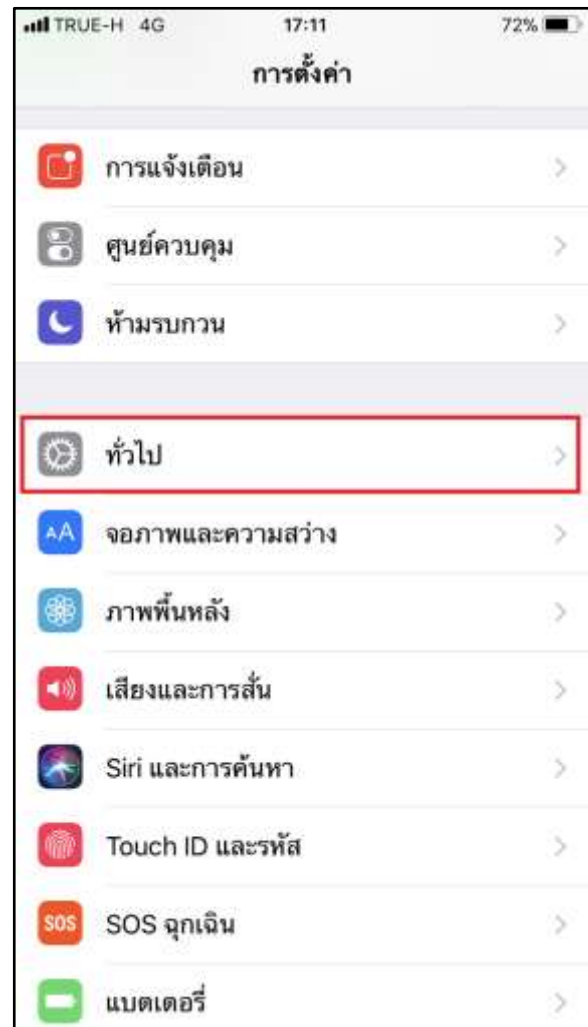 TRUE-H 4G 17:11 72%
การตั้งค่า
การแจ้งเตือน
ศูนย์ควบคุม
ห้ามรบกวน
ทั่วไป
AA จอภาพและความสว่าง
ภาพพื้นหลัง
เสียงและการสั่น
Siri และการค้นหา
Touch ID และรหัส
SOS SOS ฉุกเฉิน
แบตเตอรี่